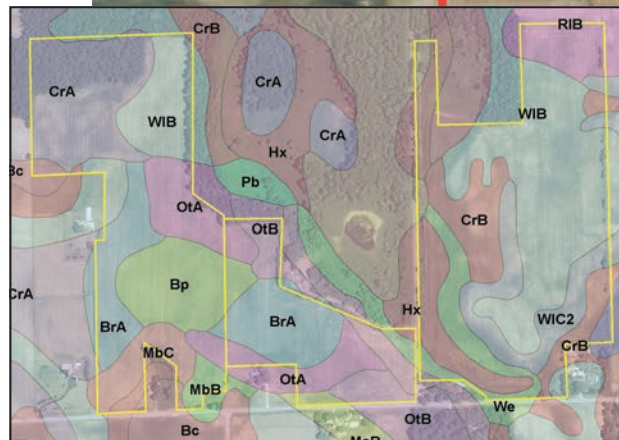 CrB
RIB
CrA
CrA
WIB
WIB
CrA
Hx
Bc
Pb
OtA
OtB
CrB
Bp
CrA
BrA
BrA
Hx
WIC2
MbC
CrB
MbB
OtA
We
Bc
OtB